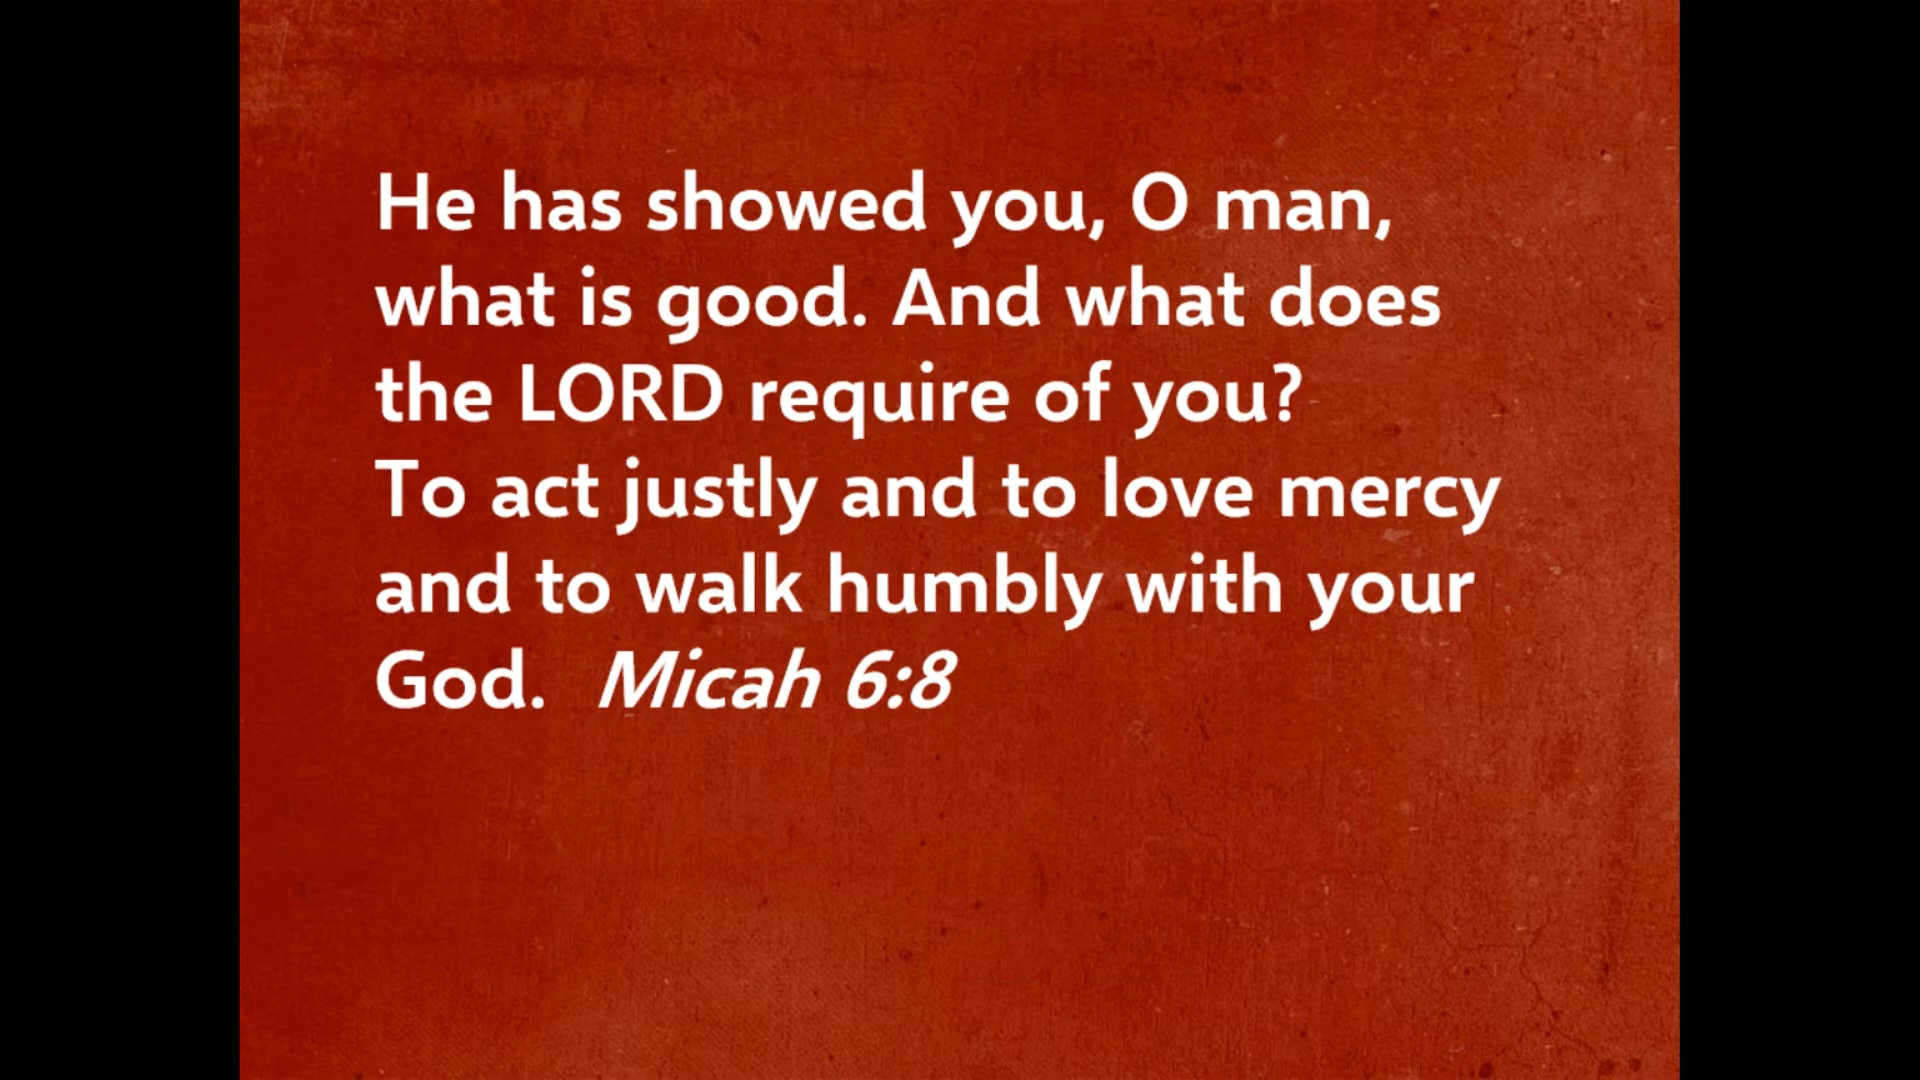 He has showed you, O man,
what is good. And what does
the LORD require of you?
To act justly and to love mercy
and to walk humbly with your
God. Micah 6:8